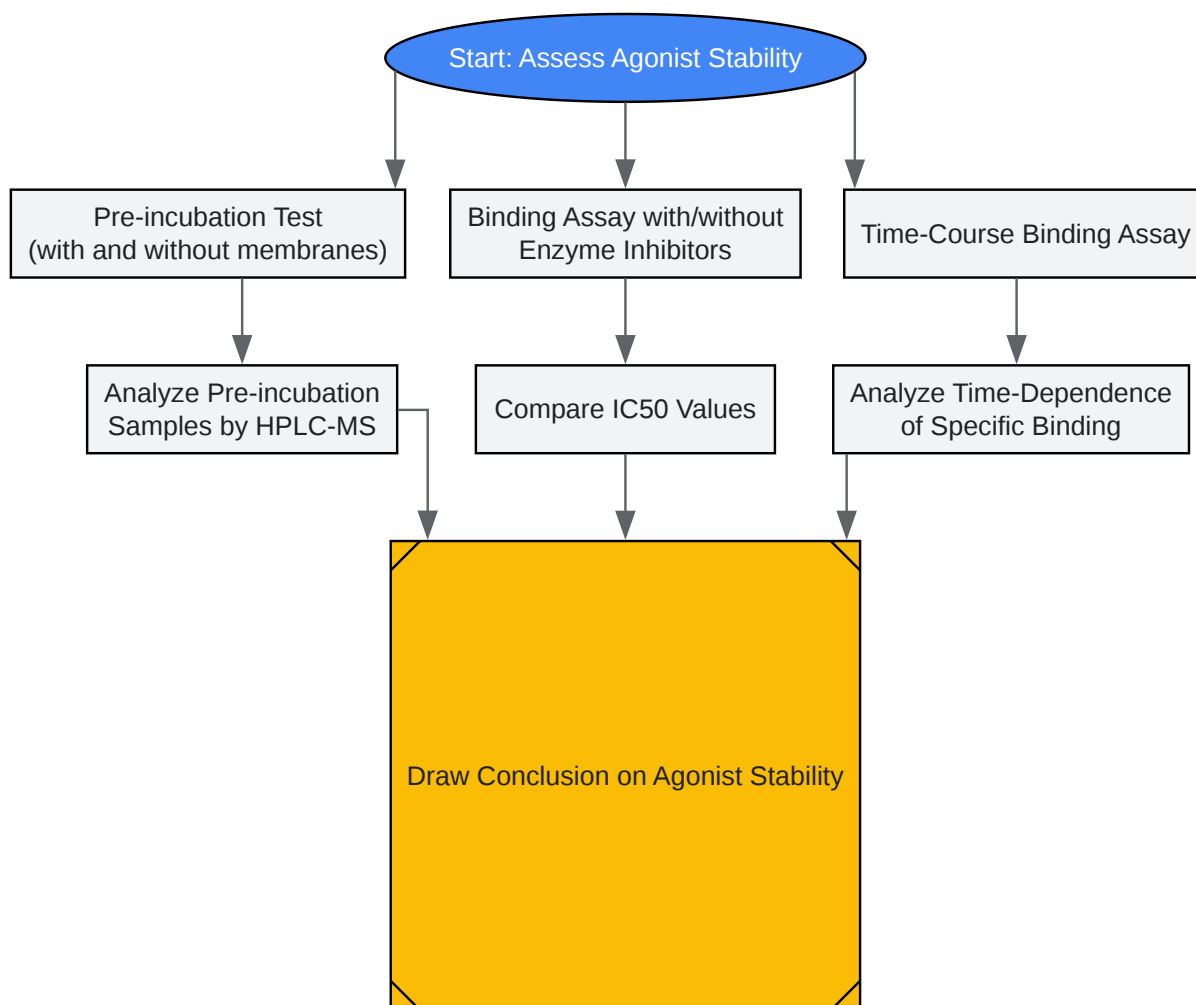 Start: Assess Agonist Stability
Pre-incubation Test
(with and without membranes)
Binding Assay with/without
Enzyme Inhibitors
Time-Course Binding Assay
Analyze Pre-incubation
Samples by HPLC-MS
Compare IC50 Values
Analyze Time-Dependence
of Specific Binding
Draw Conclusion on Agonist Stability